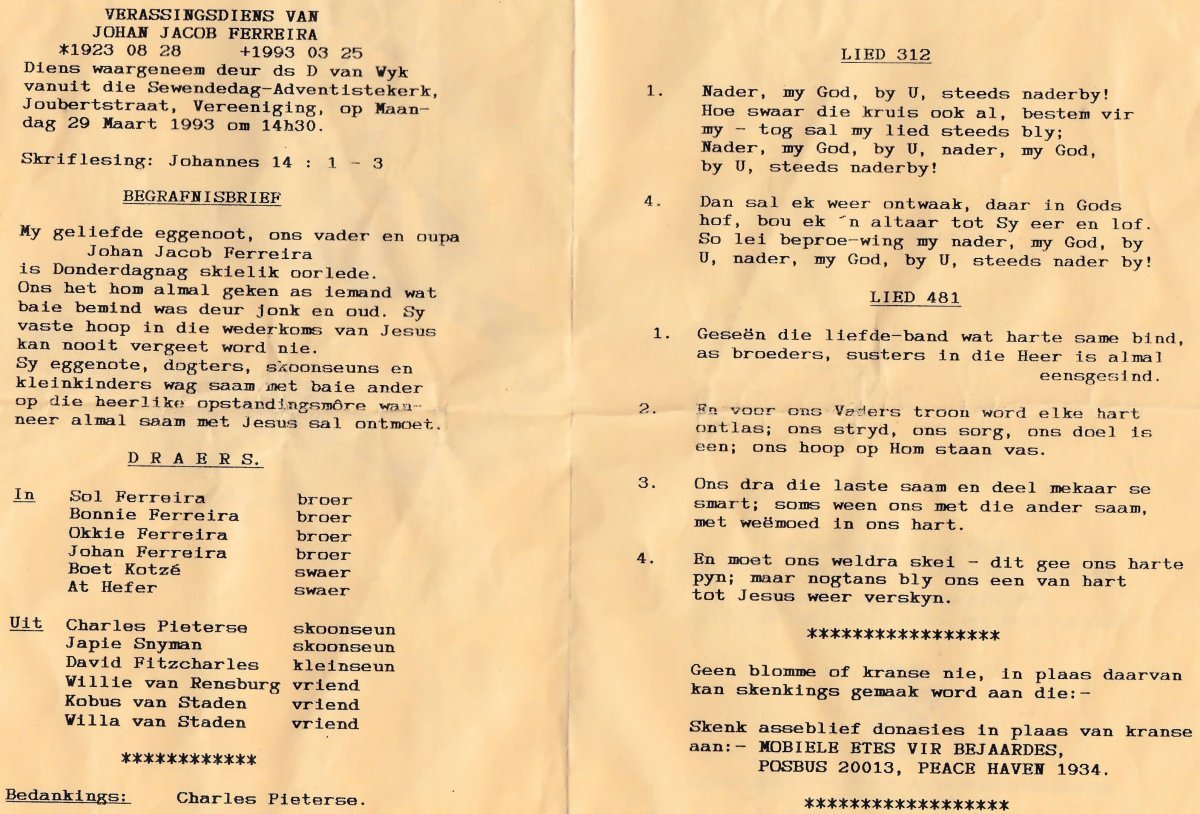 VERASSINGSDIENS VAN
JOHAN JACOB FERREIRA
*1923 08 28 +1993 03 25
Diens waargeneem deur ds D van Wyk
vanuit die Sewendedag-Adventistekerk,
Joubertstraat, Vereeniging, op Maan-
dag 29 Maart 1993 om 14h30.
Skriflesing: Johannes 14 : 1 - 3
BEGRAFNISBRIEF
My geliefde eggenoot, ons vader en oupa
Johan Jacob Ferreira
is Donderdagnag skielik oorlede.
Ons het hom almal geken as iemand wat
baie bemind was deur jonk en oud. Sy
vaste hoop in die wederkoms van Jesus
kan nooit vergeet word nie.
Sy eggenote, dogters, skoonseuns en
kleinkinders wag saam met baie ander
op die heerlike opstandingsmôre wan-
neer almal saam met Jesus sal ontmoet.
D R A E R S.
In Sol Ferreira broer
Bonnie Ferreira broer
Okkie Ferreira broer
Johan Ferreira broer
Boet Kotzé swaer
At Hefer swaer
Uit Charles Pieterse skoonseun
Japie Snyman skoonseun
David Fitzcharles kleinseun
Willie van Rensburg vriend
Kobus van Staden vriend
Willa van Staden vriend
************
Bedankings: Charles Pieterse.
LIED 312
1. Nader, my God, by U, steeds naderby!
Hoe swaar die kruis ook al, bestem vir
my - tog sal my lied steeds bly;
Nader, my God, by U, nader, my God,
by U, steeds naderby!
4. Dan sal ek weer ontwaak, daar in Gods
hof, bou ek ´n altaar tot Sy eer en lof.
So lei beproe-wing my nader, my God, by
U, nader, my God, by U, steeds nader by!
LIED 481
1. Geseën die liefde-band wat harte same bind,
as broeders, susters in die Heer is almal
eensgesind.
2. En voor ons Vaders troon word elke hart
ontlas; ons stryd, ons sorg, ons doel is
een; ons hoop op Hom staan vas.
3. Ons dra die laste saam en deel mekaar se
smart; soms ween ons met die ander saam,
met weëmoed in ons hart.
4. En moet ons weldra skei - dit gee ons harte
pyn; maar nogtans bly ons een van hart
tot Jesus weer verskyn.
*****************
Geen blomme of kranse nie, in plaas daarvan
kan skenkings gemaak word aan die:-
Skenk asseblief donasies in plaas van kranse
aan:- MOBIELE ETES VIR BEJAARDES,
POSBUS 20013, PEACE HAVEN 1934.
******************